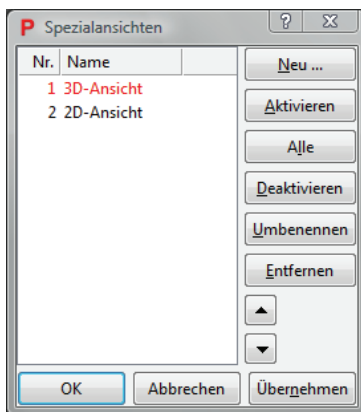 P Spezialansichten ?
Nr. Name
1 3D-Ansicht
2 2D-Ansicht
Neu ...
Aktivieren
Alle
Deaktivieren
Umbenennen
Entfernen
OK Abbrechen Übernehmen